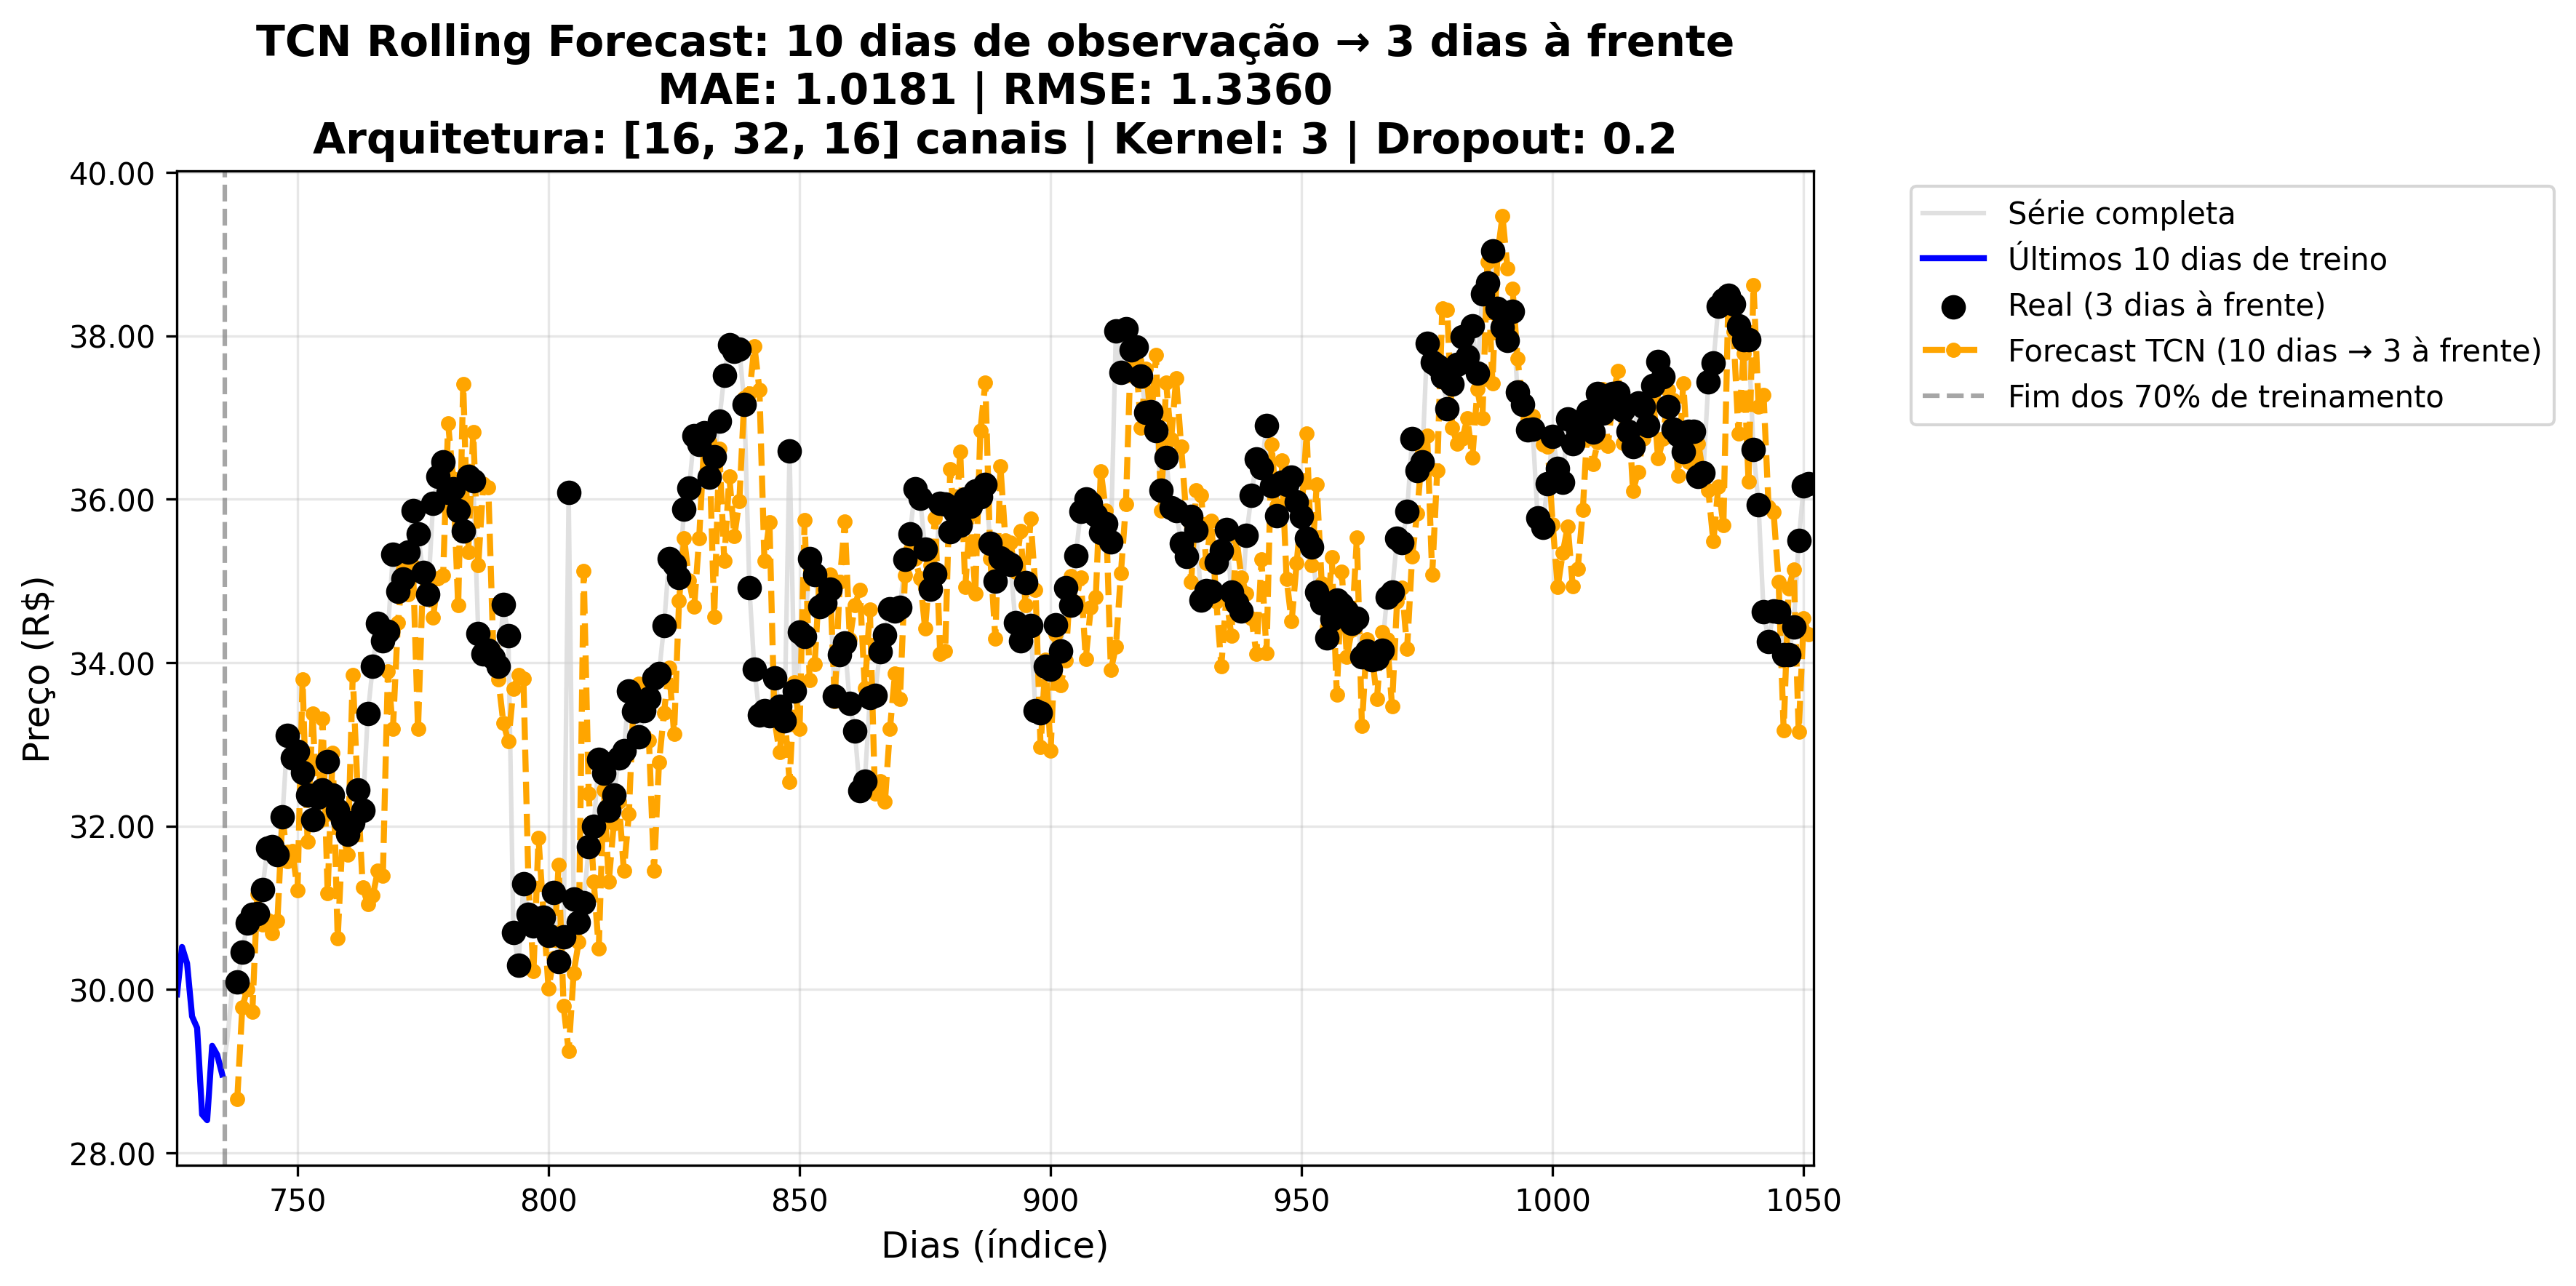 TCN Rolling Forecast: 10 dias de observação → 3 dias à frente
MAE: 1.0181 | RMSE: 1.3360
Arquitetura: [16, 32, 16] canais | Kernel: 3 | Dropout: 0.2
40.00
38.00
36.00
34.00
32.00
30.00
28.00
Preço (R$)
750
800
850
900
950
1000
1050
Dias (índice)
Série completa
Últimos 10 dias de treino
Real (3 dias à frente)
Forecast TCN (10 dias → 3 à frente)
Fim dos 70% de treinamento